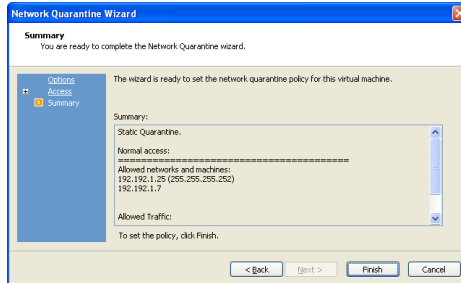 Network Quarantine Wizard
Summary
You are ready to complete the Network Quarantine wizard.
Options
Access
Summary
The wizard is ready to set the network quarantine policy for this virtual machine.
Summary:
Static Quarantine.
Normal access:
========================================
Allowed networks and machines:
192.192.1.25 (255.255.255.252)
192.192.1.7
Allowed Traffic:
To set the policy, click Finish.
< Back
Next >
Finish
Cancel